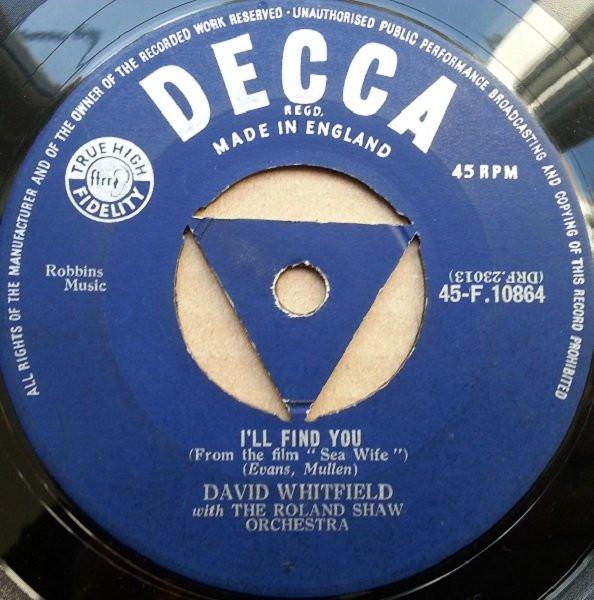 ALL RIGHTS OF THE MANUFACTURER AND OF THE OWNER OF THE RECORDED WORK RESERVED · UNAUTHORISED PUBLIC PERFORMANCE BROADCASTING AND COPYING OF THIS RECORD PROHIBITED
DECCA
REGD.
MADE IN ENGLAND
TRUE HIGH
ffrr
FIDELITY
45 RPM
Robbins
Music
(DRF.23013)
45-F.10864
I'LL FIND YOU
(From the film "Sea Wife")
(Evans, Mullen)
DAVID WHITFIELD
with THE ROLAND SHAW
ORCHESTRA